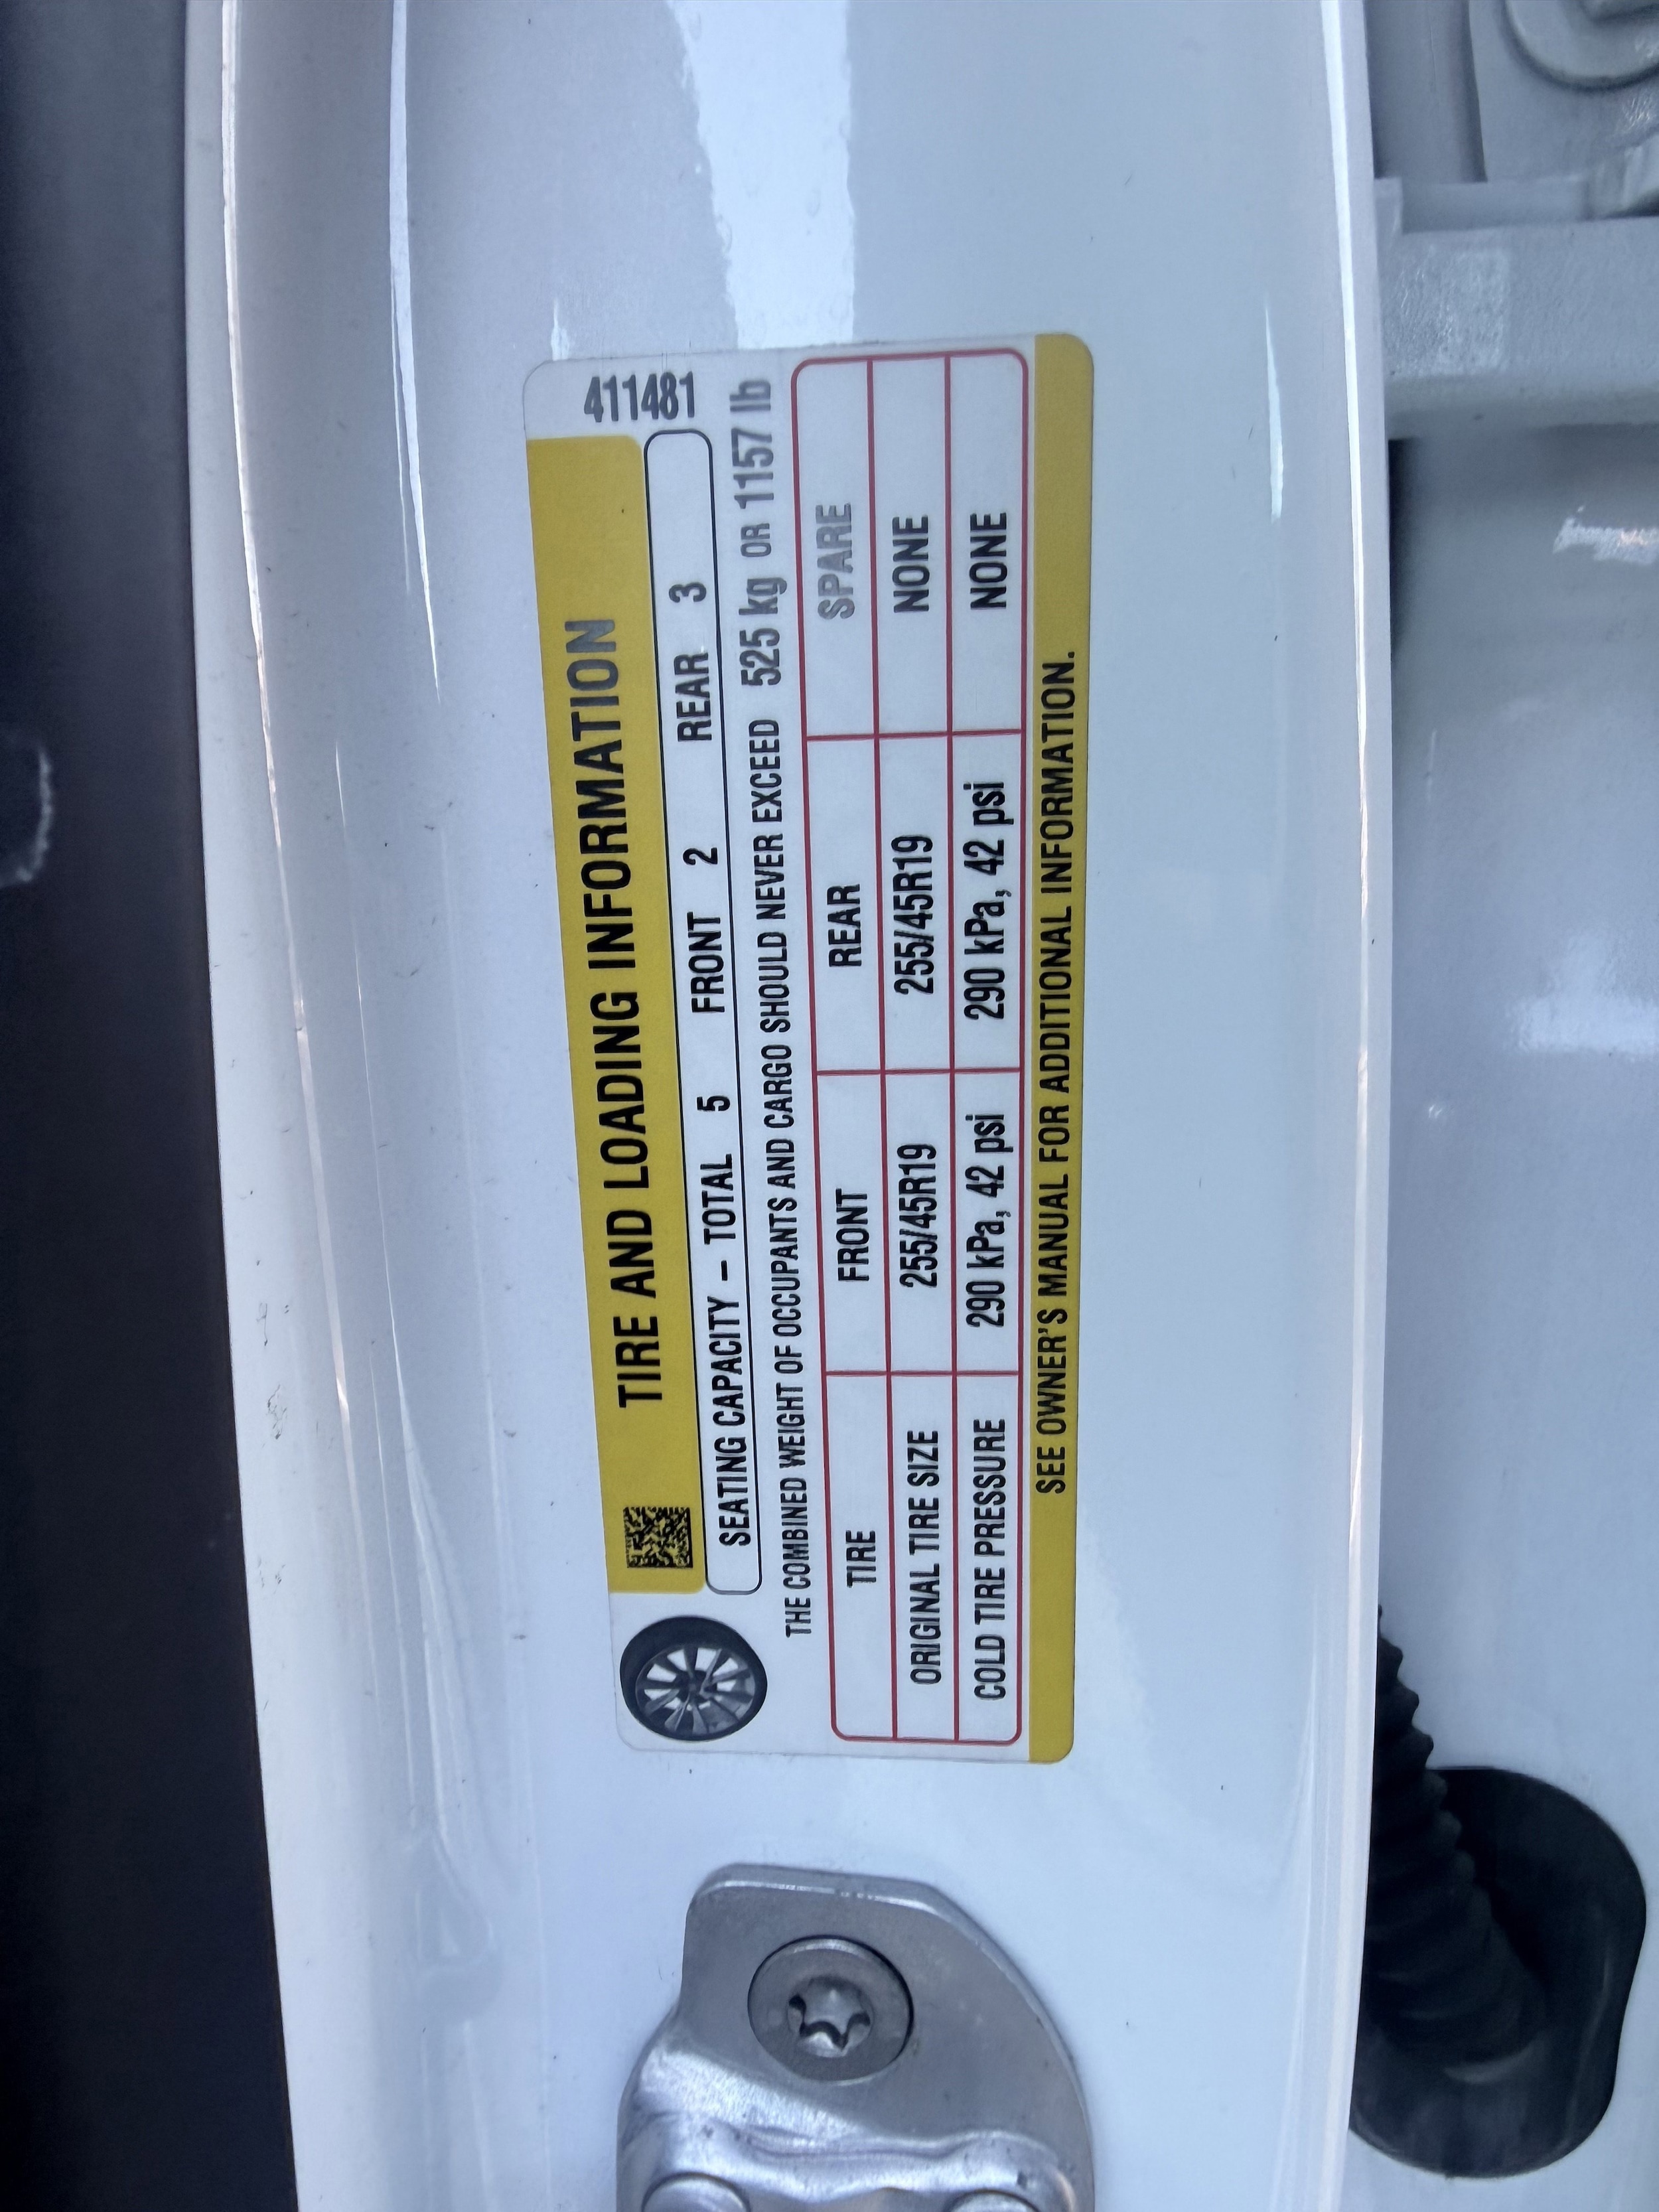 411481
TIRE AND LOADING INFORMATION
SEATING CAPACITY – TOTAL 5 FRONT 2 REAR 3
THE COMBINED WEIGHT OF OCCUPANTS AND CARGO SHOULD NEVER EXCEED 525 kg OR 1157 lb
TIRE FRONT REAR SPARE
ORIGINAL TIRE SIZE 255/45R19 255/45R19 NONE
COLD TIRE PRESSURE 290 kPa, 42 psi 290 kPa, 42 psi NONE
SEE OWNER'S MANUAL FOR ADDITIONAL INFORMATION.